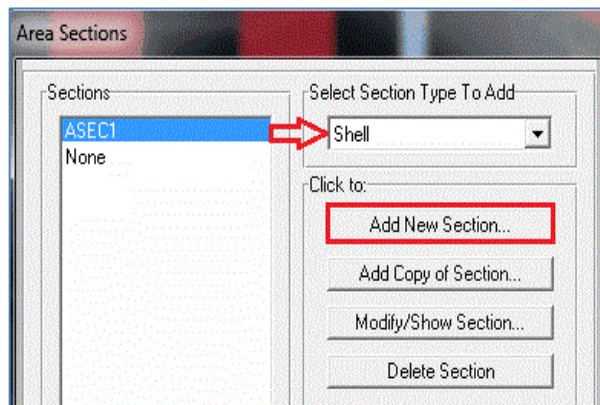 Area Sections
Sections
ASEC1
None
Select Section Type To Add
Shell
Click to:
Add New Section...
Add Copy of Section...
Modify/Show Section...
Delete Section